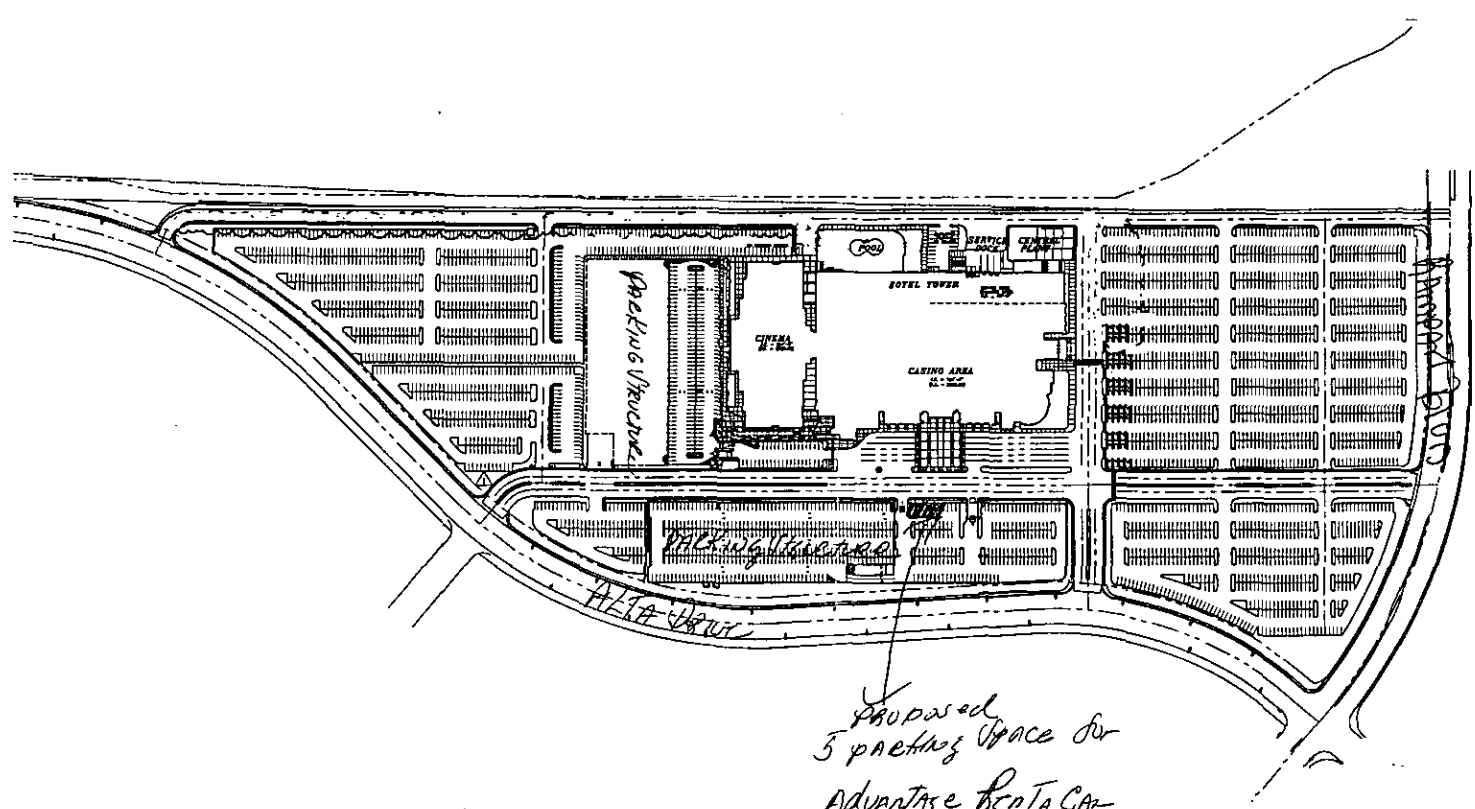 POOL
SERVICE
DOCK
CENTRAL
PLANT
HOTEL TOWER
PARKING Structure
CINEMA
CASINO AREA
PARKING Structure
ALTA Drive
Proposed
5 parking space for
Advantage Rent A Car